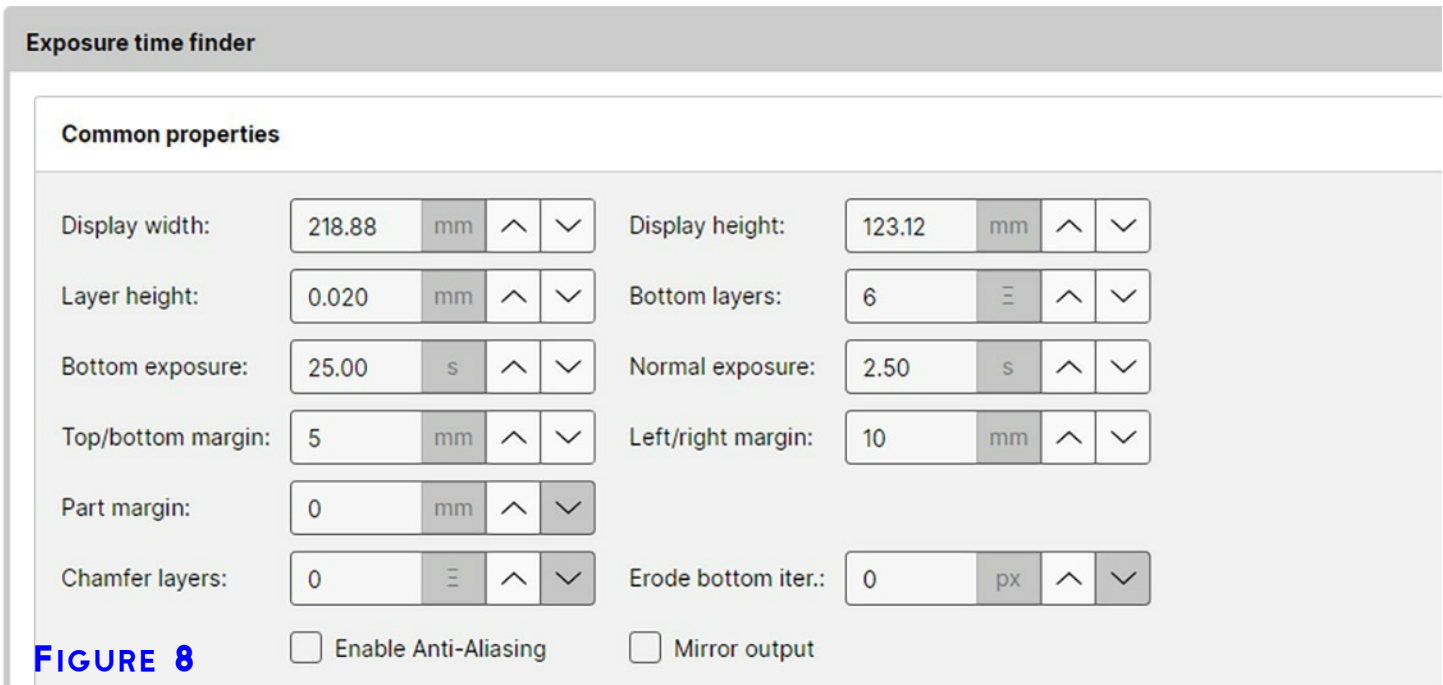 Exposure time finder
Common properties
Display width: 218.88 mm Display height: 123.12 mm
Layer height: 0.020 mm Bottom layers: 6 Ξ
Bottom exposure: 25.00 s Normal exposure: 2.50 s
Top/bottom margin: 5 mm Left/right margin: 10 mm
Part margin: 0 mm
Chamfer layers: 0 Ξ Erode bottom iter.: 0 px
Enable Anti-Aliasing Mirror output
FIGURE 8